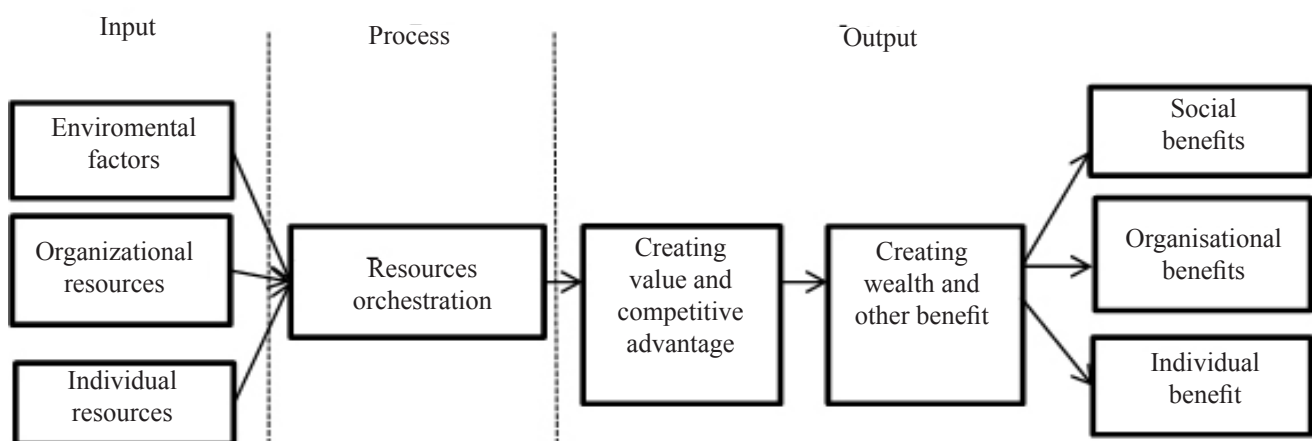 Input
Process
Output
Enviromental
factors
Organizational
resources
Individual
resources
Resources
orchestration
Creating
value and
competitive
advantage
Creating
wealth and
other benefit
Social
benefits
Organisational
benefits
Individual
benefit